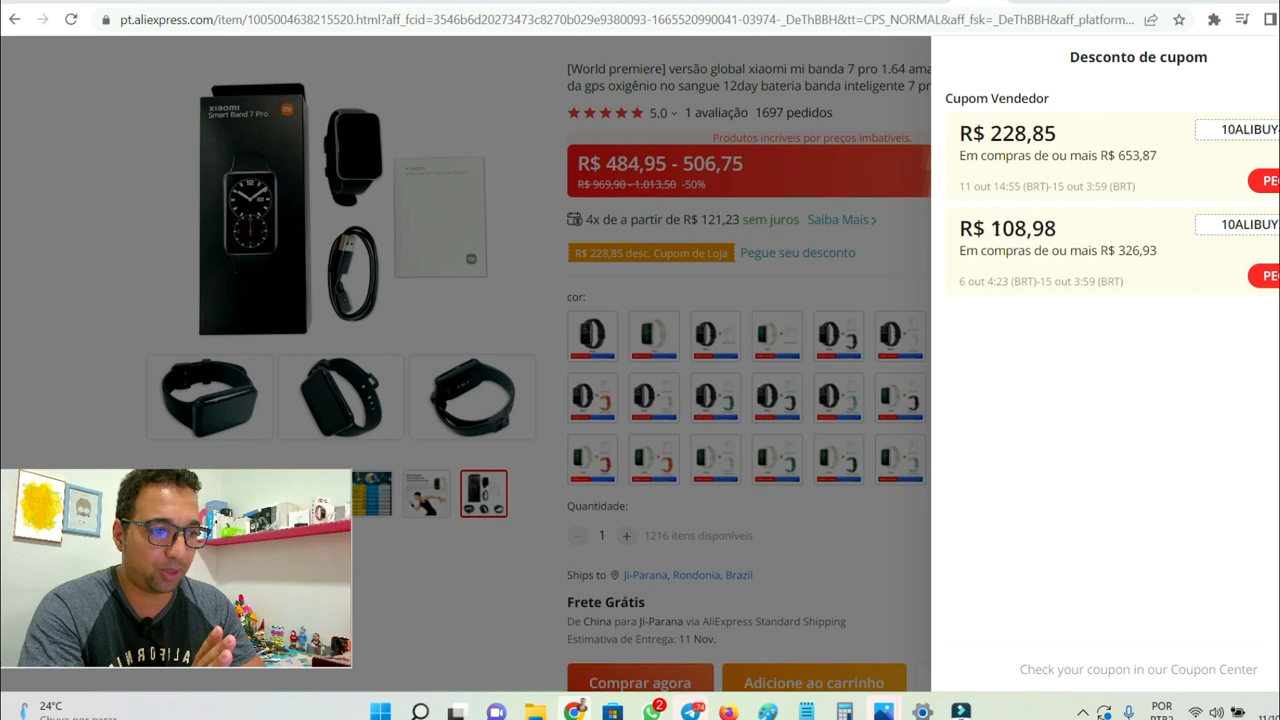 pt.aliexpress.com/item/1005004638215520.html?aff_fcid=3546b6d20273473c8270b029e9380093-1665520990041-03974-_DeThBBH&tt=CPS_NORMAL&aff_fsk=_DeThBBH&aff_platform...
Desconto de cupom
Cupom Vendedor
R$ 228,85
10ALIBUY
Em compras de ou mais R$ 653,87
11 out 14:55 (BRT)-15 out 3:59 (BRT)
PE
R$ 108,98
10ALIBUY
Em compras de ou mais R$ 326,93
6 out 4:23 (BRT)-15 out 3:59 (BRT)
PE
Check your coupon in our Coupon Center
[World premiere] versão global xiaomi mi banda 7 pro 1.64 ama
da gps oxigênio no sangue 12day bateria banda inteligente 7 pr
5.0 1 avaliação 1697 pedidos
Produtos incríveis por preços imbatíveis.
R$ 484,95 - 506,75
R$ 969,90 - 1.013,50 -50%
4x de a partir de R$ 121,23 sem juros Saiba Mais
R$ 228,85 desc. Cupom de Loja Pegue seu desconto
cor:
Quantidade:
1 1216 itens disponíveis
Ships to Ji-Parana, Rondonia, Brazil
Frete Grátis
De China para Ji-Parana via AliExpress Standard Shipping
Estimativa de Entrega: 11 Nov.
Comprar agora Adicione ao carrinho
xiaomi
Smart Band 7 Pro
mi
24°C
Chuva por parar
2
74
POR